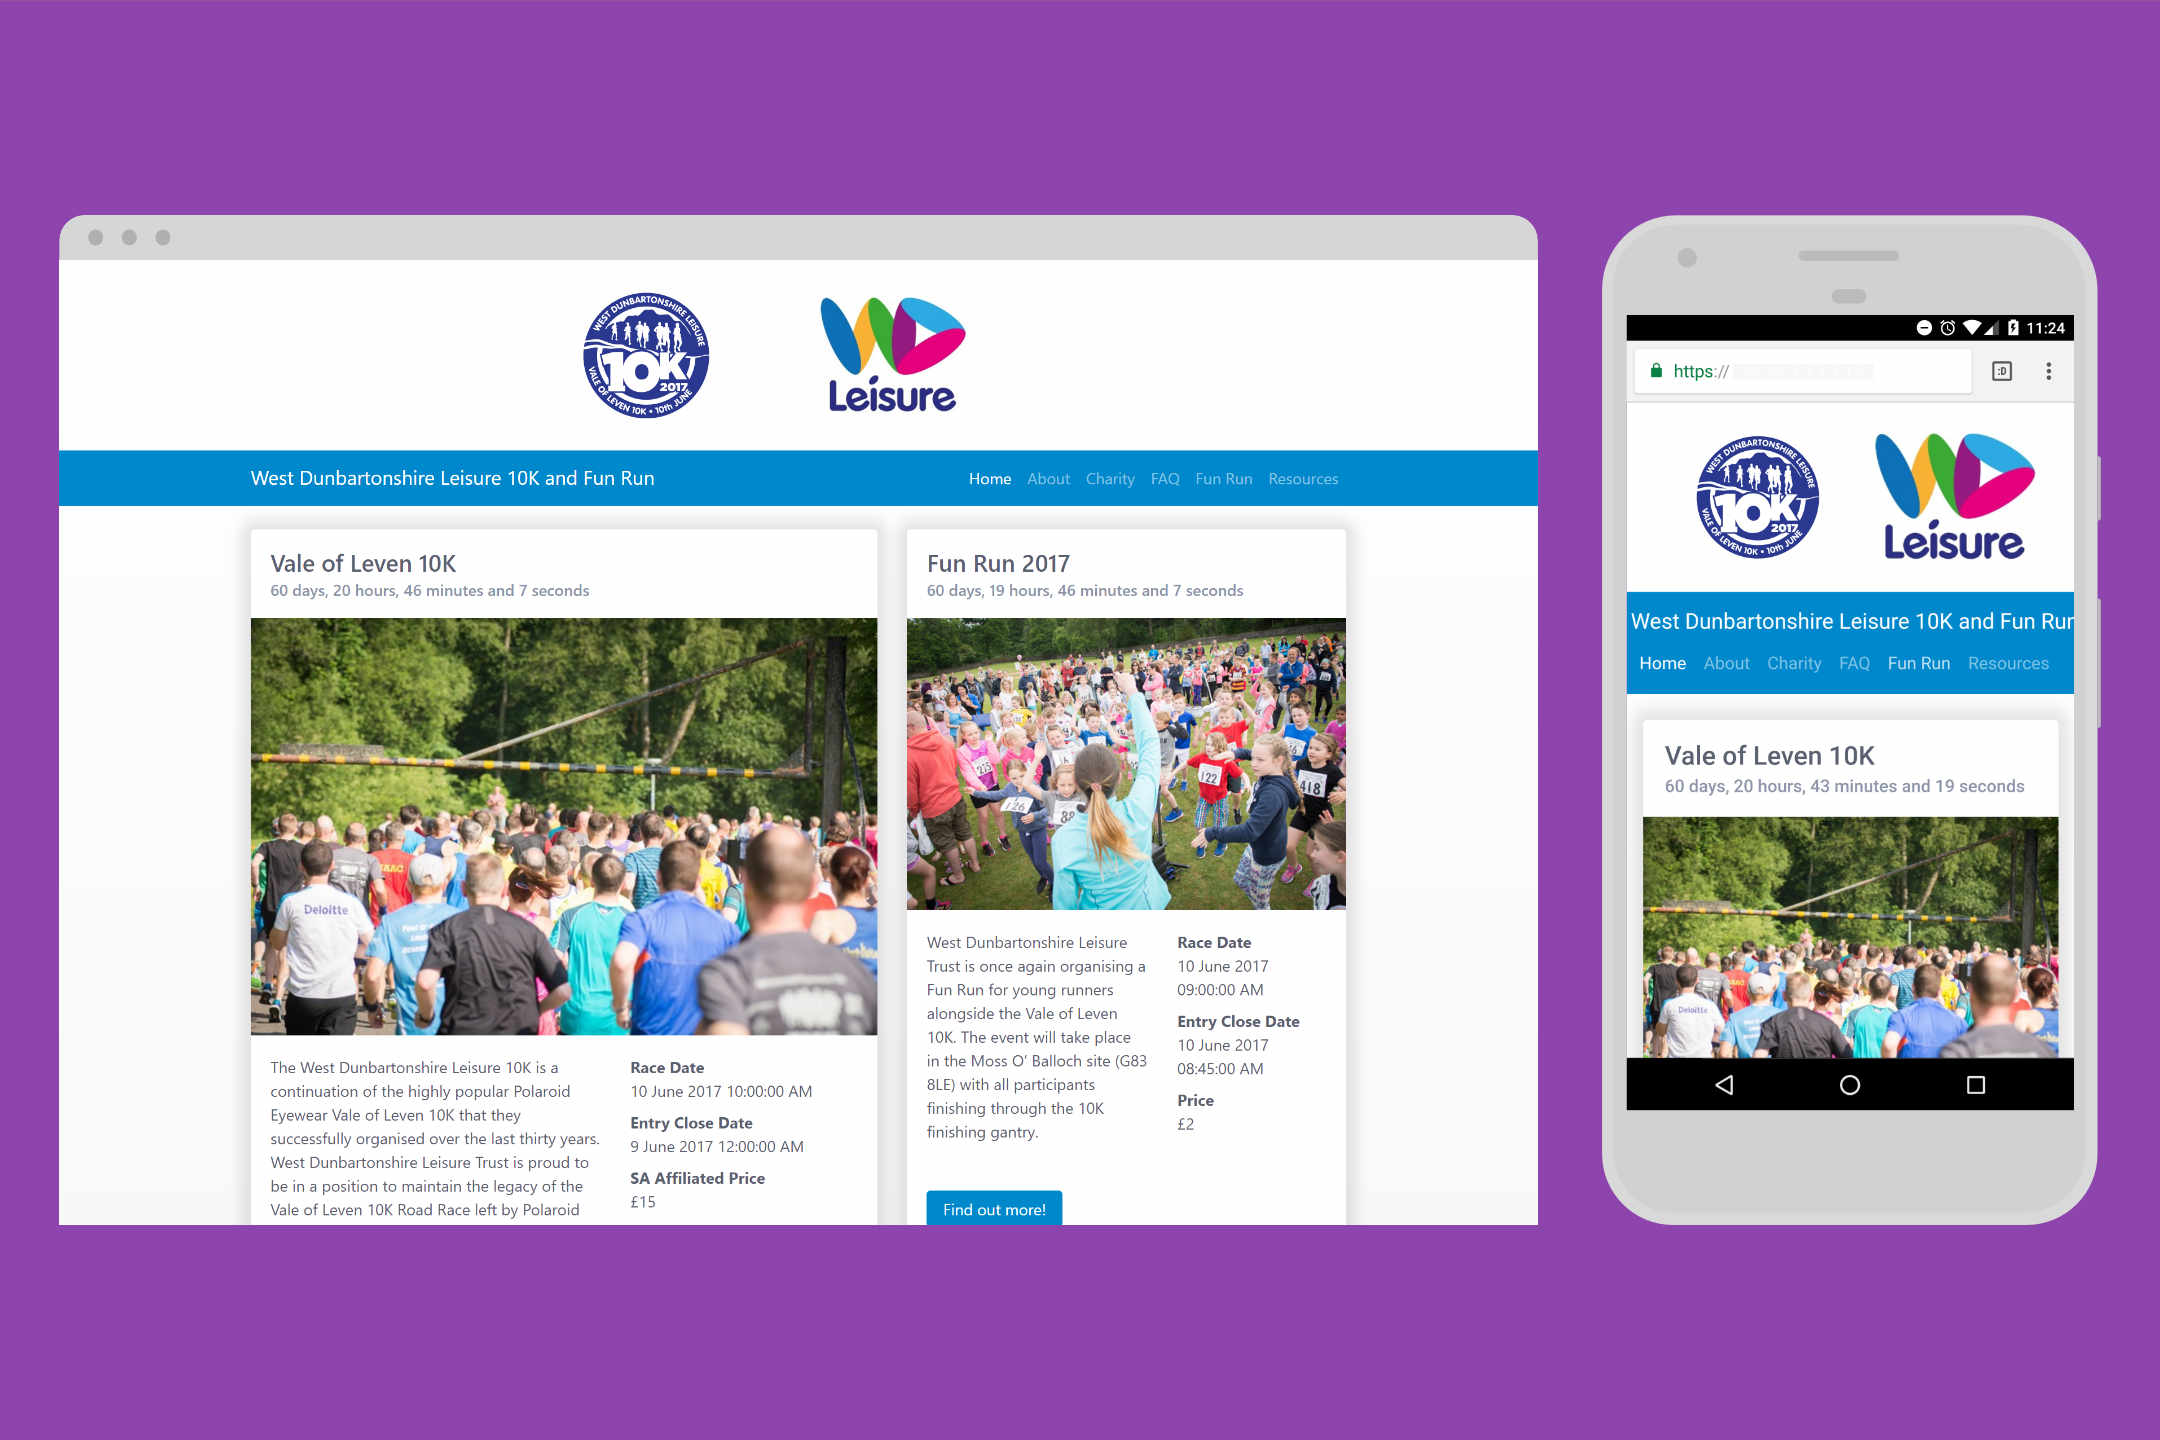 WEST DUNBARTONSHIRE LEISURE
10K
2017
VALE OF LEVEN 10K • 10th JUNE
Leisure
West Dunbartonshire Leisure 10K and Fun Run
Home About Charity FAQ Fun Run Resources
Vale of Leven 10K
60 days, 20 hours, 46 minutes and 7 seconds
Deloitte
The West Dunbartonshire Leisure 10K is a
continuation of the highly popular Polaroid
Eyewear Vale of Leven 10K that they
successfully organised over the last thirty years.
West Dunbartonshire Leisure Trust is proud to
be in a position to maintain the legacy of the
Vale of Leven 10K Road Race left by Polaroid
Race Date
10 June 2017 10:00:00 AM
Entry Close Date
9 June 2017 12:00:00 AM
SA Affiliated Price
£15
Fun Run 2017
60 days, 19 hours, 46 minutes and 7 seconds
275
126
88
122
418
West Dunbartonshire Leisure
Trust is once again organising a
Fun Run for young runners
alongside the Vale of Leven
10K. The event will take place
in the Moss O' Balloch site (G83
8LE) with all participants
finishing through the 10K
finishing gantry.
Find out more!
Race Date
10 June 2017
09:00:00 AM
Entry Close Date
10 June 2017
08:45:00 AM
Price
£2
11:24
https://
:D
WEST DUNBARTONSHIRE LEISURE
10K
2017
VALE OF LEVEN 10K • 10th JUNE
Leisure
West Dunbartonshire Leisure 10K and Fun Run
Home About Charity FAQ Fun Run Resources
Vale of Leven 10K
60 days, 20 hours, 43 minutes and 19 seconds
Deloitte